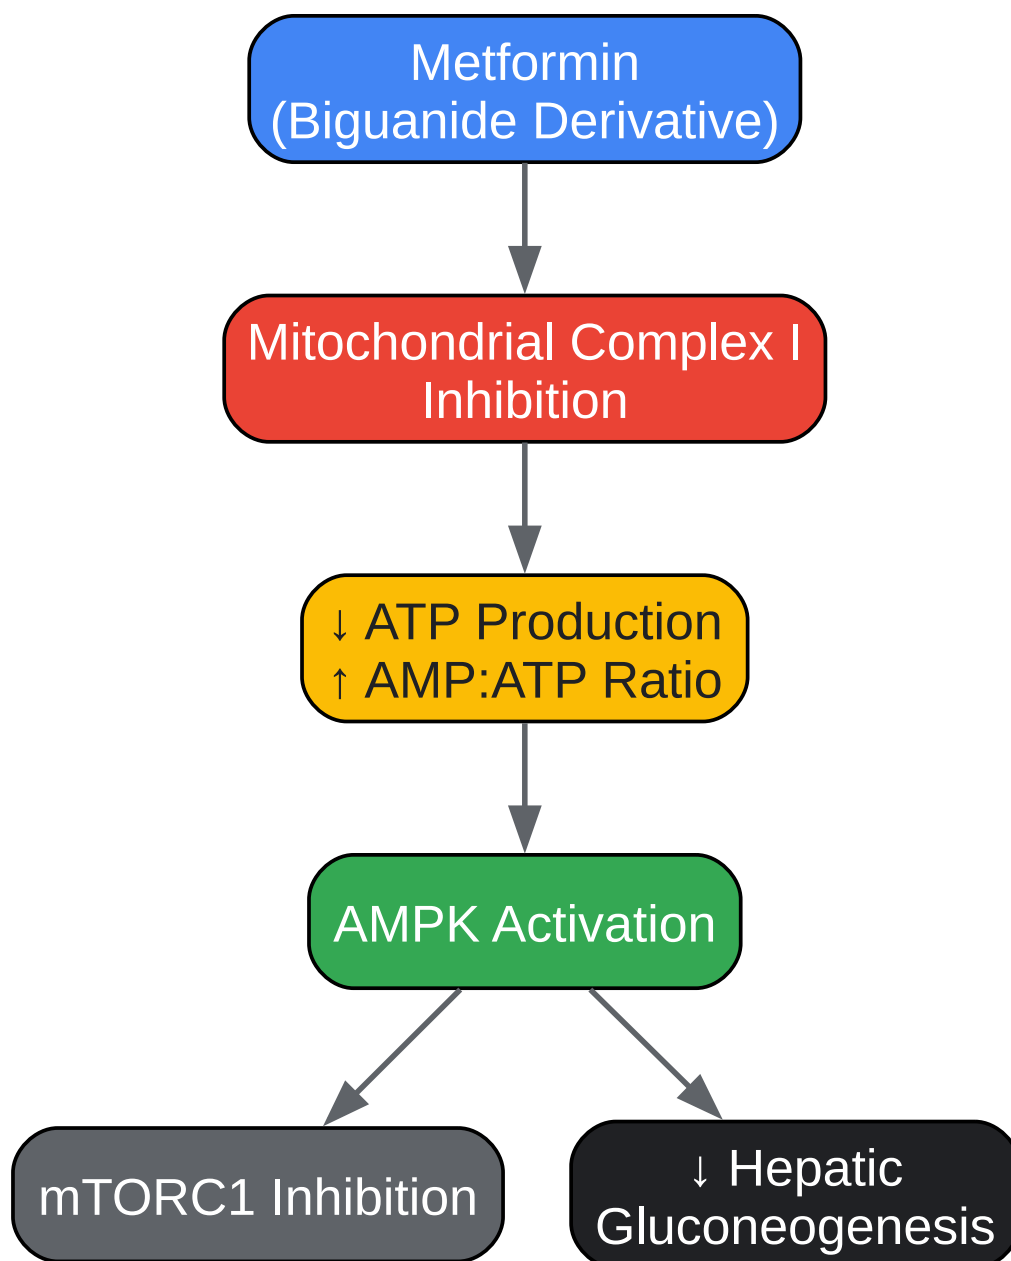 Metformin
(Biguanide Derivative)
Mitochondrial Complex I
Inhibition
↓ ATP Production
↑ AMP:ATP Ratio
AMPK Activation
mTORC1 Inhibition
↓ Hepatic
Gluconeogenesis